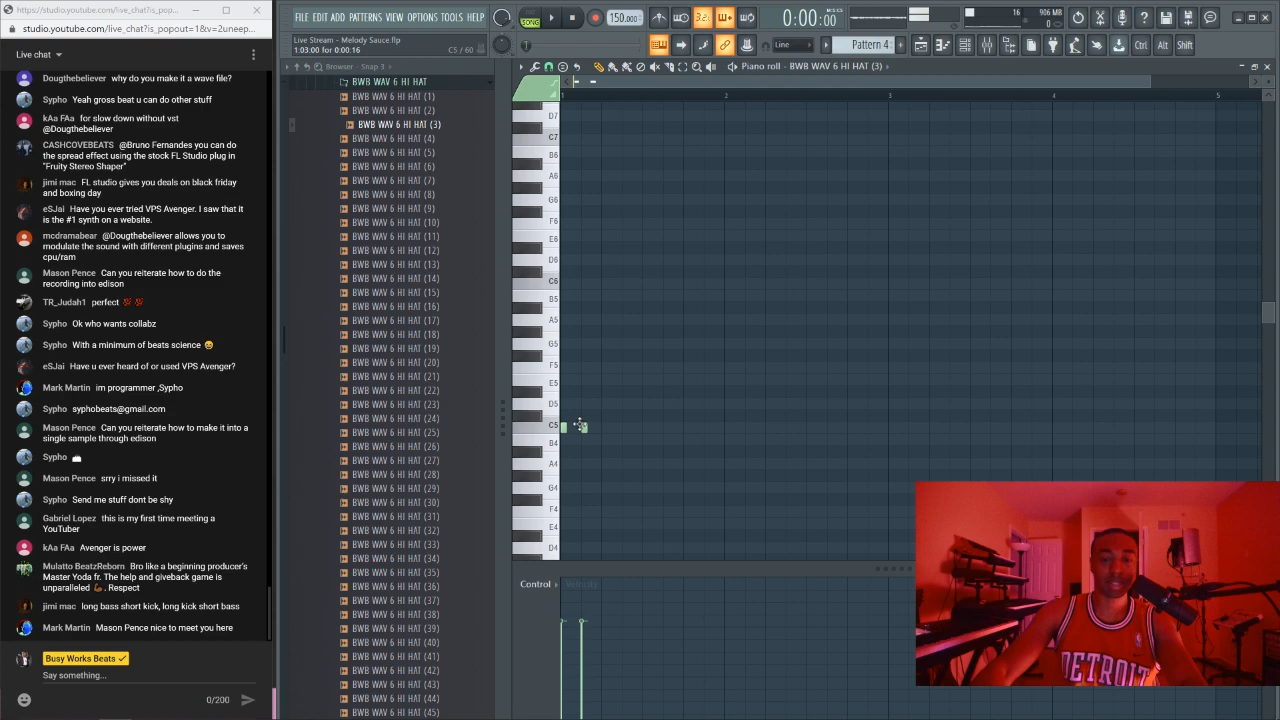 https://studio.youtube.com/live_chat?is_p...
studio.youtube.com/live_chat?is_popout=1&v=2uneep...
Live chat
Dougthebeliever why do you make it a wave file?
Sypho Yeah gross beat u can do other stuff
kAa FAa for slow down without vst
@Dougthebeliever
CASHCOVEBEATS @Bruno Fernandes you can do
the spread effect using the stock FL Studio plug in
"Fruity Stereo Shaper"
jimi mac FL studio gives you deals on black friday
and boxing day
eSJai Have you ever tried VPS Avenger. I saw that it
is the #1 synth on a website.
mcdramabear @Dougthebeliever allows you to
modulate the sound with different plugins and saves
cpu/ram
Mason Pence Can you reiterate how to do the
recording into edison
TR_Judah1 perfect 💯 💯
Sypho Ok who wants collabz
Sypho With a minimum of beats science
eSJai Have u ever heard of or used VPS Avenger?
Mark Martin im programmer ,Sypho
Sypho syphobeats@gmail.com
Mason Pence Can you reiterate how to make it into a
single sample through edison
Sypho
Mason Pence srry i missed it
Sypho Send me stuff dont be shy
Gabriel Lopez this is my first time meeting a
YouTuber
kAa FAa Avenger is power
Mulatto BeatzReborn Bro like a beginning producer's
Master Yoda fr. The help and giveback game is
unparalleled 💪🏾. Respect
jimi mac long bass short kick, long kick short bass
Mark Martin Mason Pence nice to meet you here
Busy Works Beats ✓
Say something...
0/200
FILE EDIT ADD PATTERNS VIEW OPTIONS TOOLS HELP
Live Stream - Melody Sauce.flp
1:03:00 for 0:00:16 C5 / 60
SONG
150.000
3.2
0:00:00
16
906 MB
0
Line
Pattern 4
Ctrl Alt Shift
Browser - Snap 3
BWB WAV 6 HI HAT
BWB WAV 6 HI HAT (1)
BWB WAV 6 HI HAT (2)
BWB WAV 6 HI HAT (3)
BWB WAV 6 HI HAT (4)
BWB WAV 6 HI HAT (5)
BWB WAV 6 HI HAT (6)
BWB WAV 6 HI HAT (7)
BWB WAV 6 HI HAT (8)
BWB WAV 6 HI HAT (9)
BWB WAV 6 HI HAT (10)
BWB WAV 6 HI HAT (11)
BWB WAV 6 HI HAT (12)
BWB WAV 6 HI HAT (13)
BWB WAV 6 HI HAT (14)
BWB WAV 6 HI HAT (15)
BWB WAV 6 HI HAT (16)
BWB WAV 6 HI HAT (17)
BWB WAV 6 HI HAT (18)
BWB WAV 6 HI HAT (19)
BWB WAV 6 HI HAT (20)
BWB WAV 6 HI HAT (21)
BWB WAV 6 HI HAT (22)
BWB WAV 6 HI HAT (23)
BWB WAV 6 HI HAT (24)
BWB WAV 6 HI HAT (25)
BWB WAV 6 HI HAT (26)
BWB WAV 6 HI HAT (27)
BWB WAV 6 HI HAT (28)
BWB WAV 6 HI HAT (29)
BWB WAV 6 HI HAT (30)
BWB WAV 6 HI HAT (31)
BWB WAV 6 HI HAT (32)
BWB WAV 6 HI HAT (33)
BWB WAV 6 HI HAT (35)
BWB WAV 6 HI HAT (36)
BWB WAV 6 HI HAT (37)
BWB WAV 6 HI HAT (38)
BWB WAV 6 HI HAT (39)
BWB WAV 6 HI HAT (40)
BWB WAV 6 HI HAT (41)
BWB WAV 6 HI HAT (42)
BWB WAV 6 HI HAT (43)
BWB WAV 6 HI HAT (44)
BWB WAV 6 HI HAT (45)
Piano roll - BWB WAV 6 HI HAT (3)
1 2 3 4 5
D7
C7
B6
A6
G6
F6
E6
D6
C6
B5
A5
G5
F5
E5
D5
C5
B4
A4
G4
F4
E4
D4
Control Velocity
DETROIT